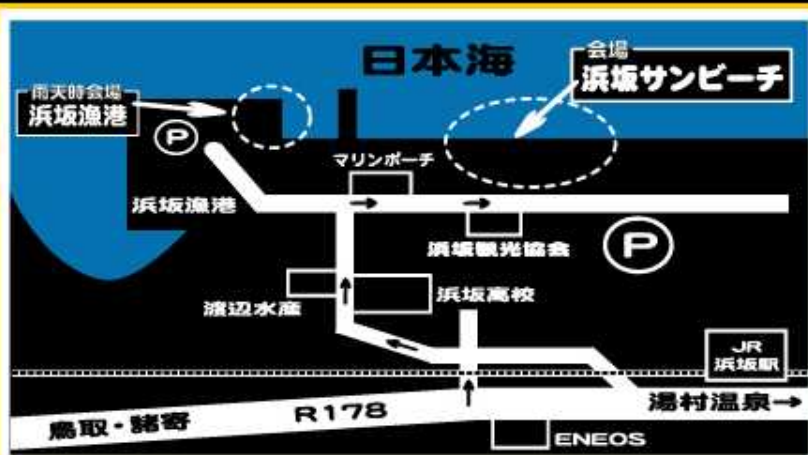 日本海
会場
浜坂サンビーチ
雨天時会場
浜坂漁港
P
マリンポーチ
浜坂漁港
浜坂観光協会
P
渡辺水産
浜坂高校
JR
浜坂駅
湯村温泉→
鳥取・諸寄
R178
ENEOS